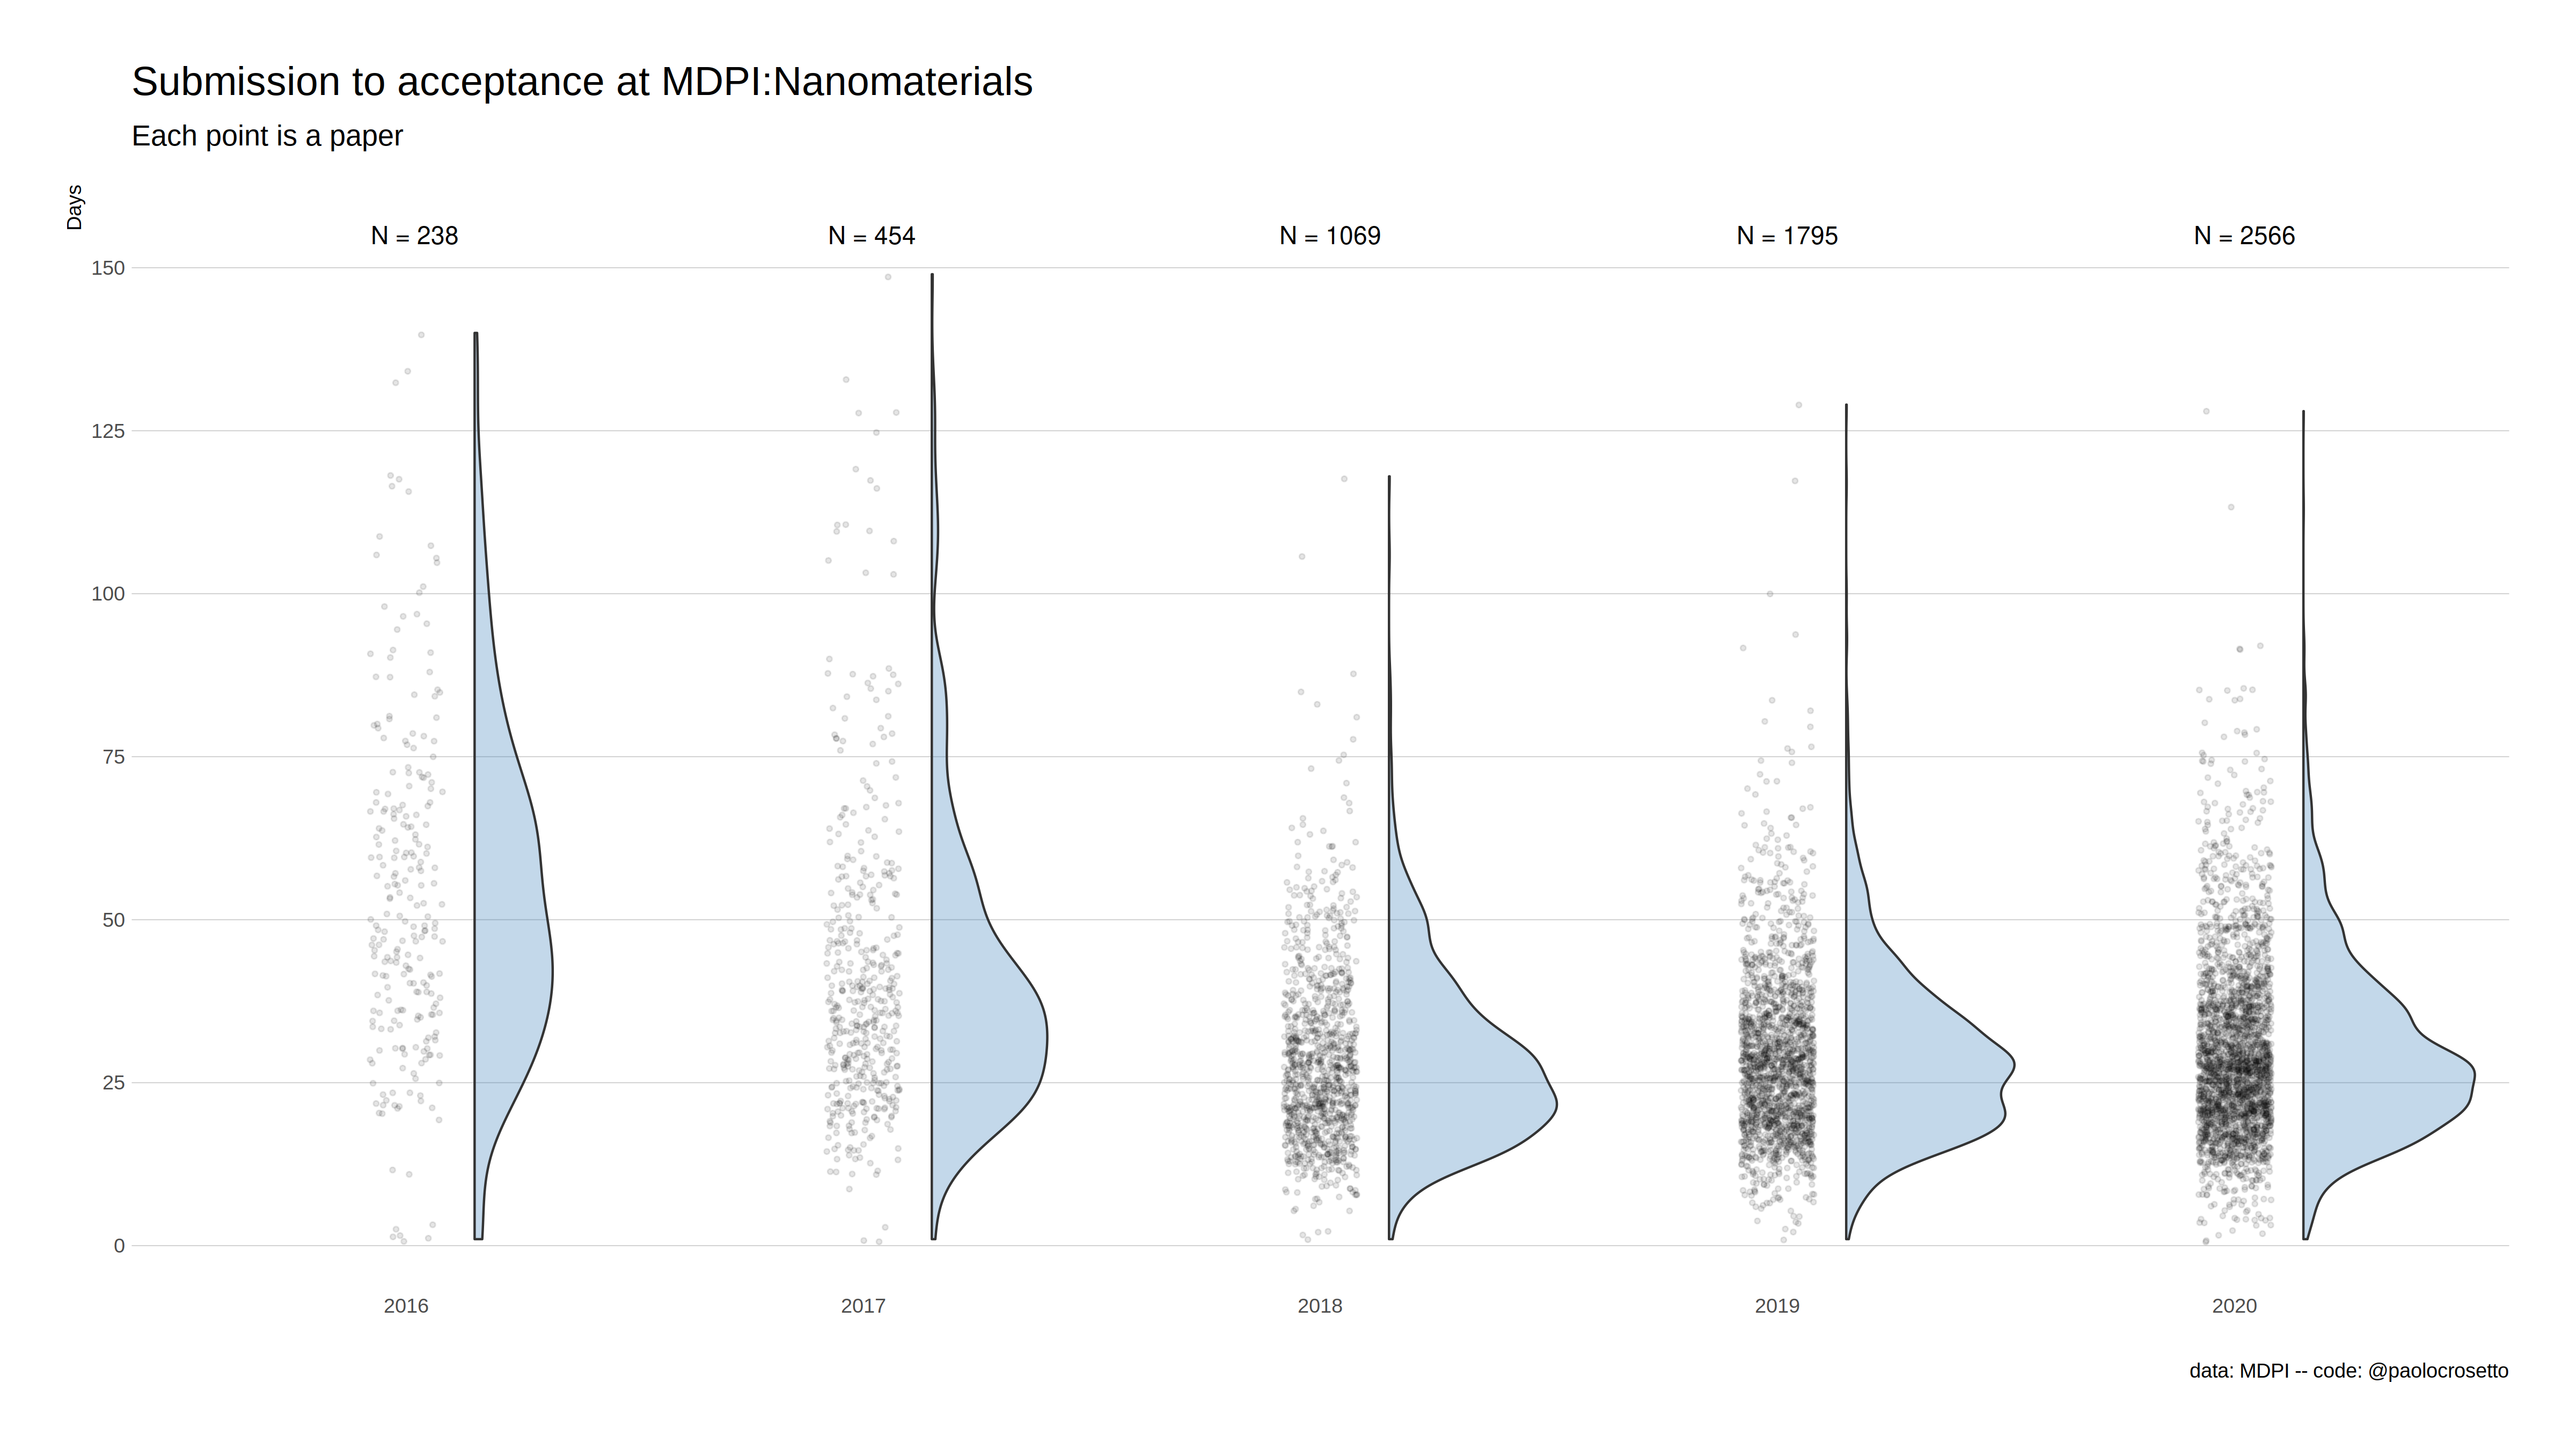 Submission to acceptance at MDPI:Nanomaterials
Each point is a paper
Days
N = 238 N = 454 N = 1069 N = 1795 N = 2566
150
125
100
75
50
25
0
2016 2017 2018 2019 2020
data: MDPI -- code: @paolocrosetto